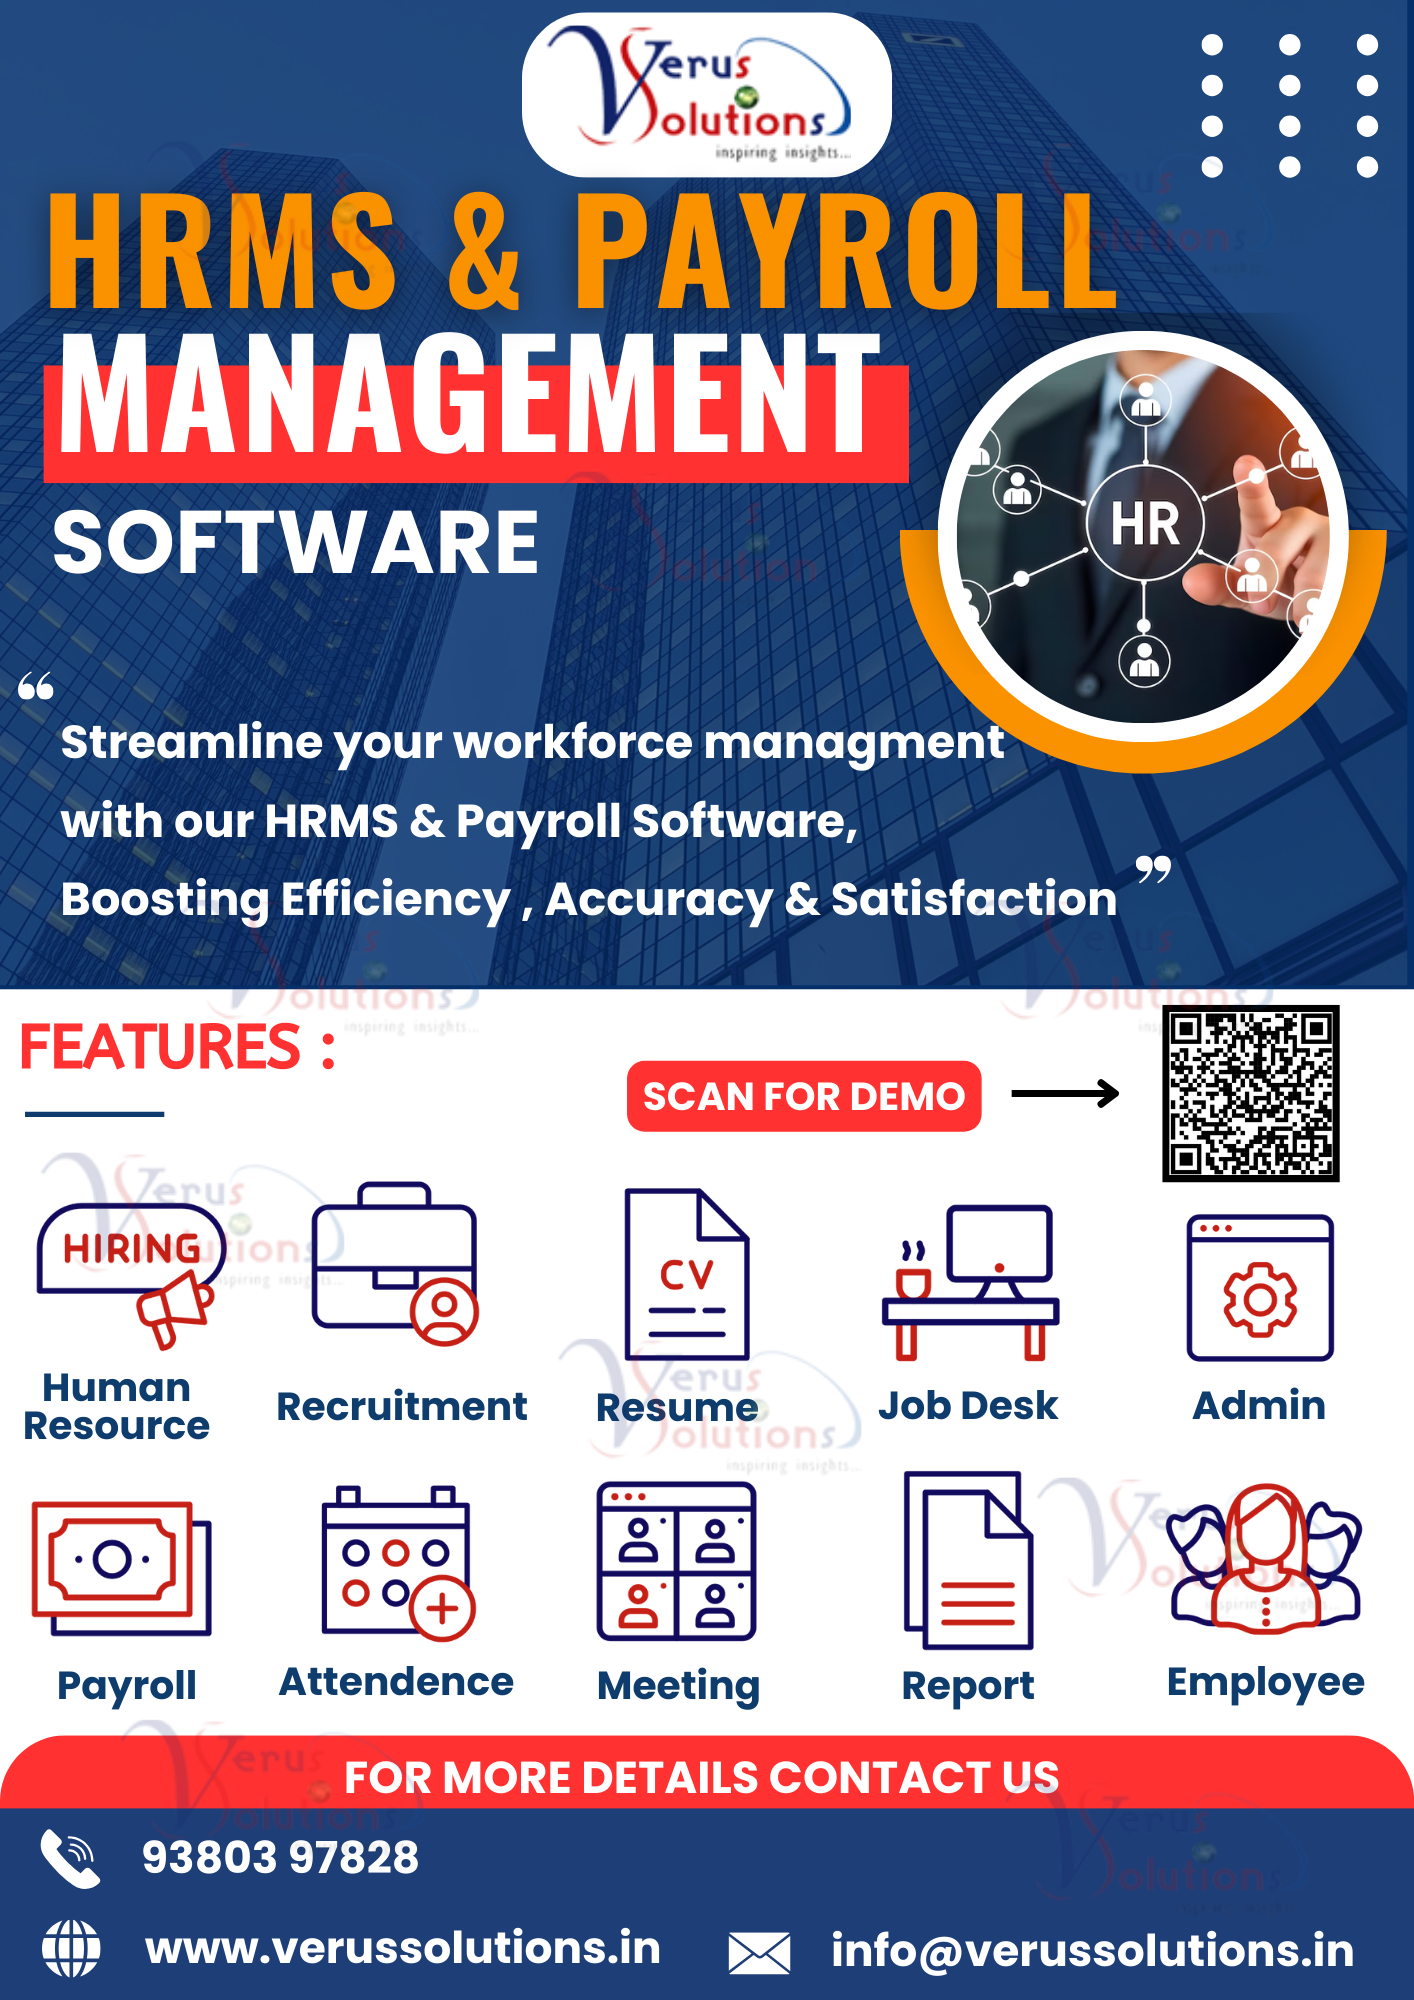 Verus
Solutions
inspiring insights...
HRMS & PAYROLL
MANAGEMENT
SOFTWARE
HR
“
Streamline your workforce managment
with our HRMS & Payroll Software,
Boosting Efficiency , Accuracy & Satisfaction ”
FEATURES :
SCAN FOR DEMO
HIRING
CV
Human
Resource
Recruitment
Resume
Job Desk
Admin
Payroll
Attendence
Meeting
Report
Employee
FOR MORE DETAILS CONTACT US
93803 97828
www.verussolutions.in
info@verussolutions.in